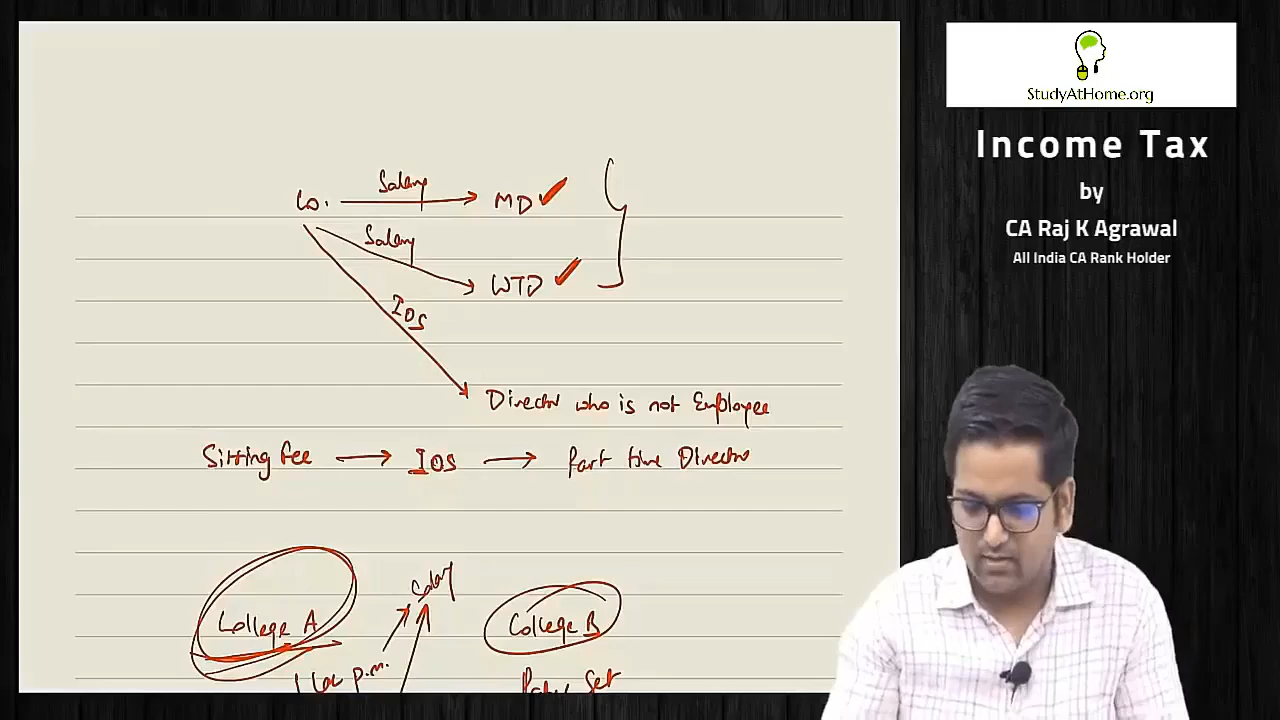 StudyAtHome.org
Income Tax
by
CA Raj K Agrawal
All India CA Rank Holder
Salary
Co. MD
Salary
WTD
IOS
Director who is not Employee
Sitting fee IOS Part time Director
Salary
College A College B
p.m.
Set